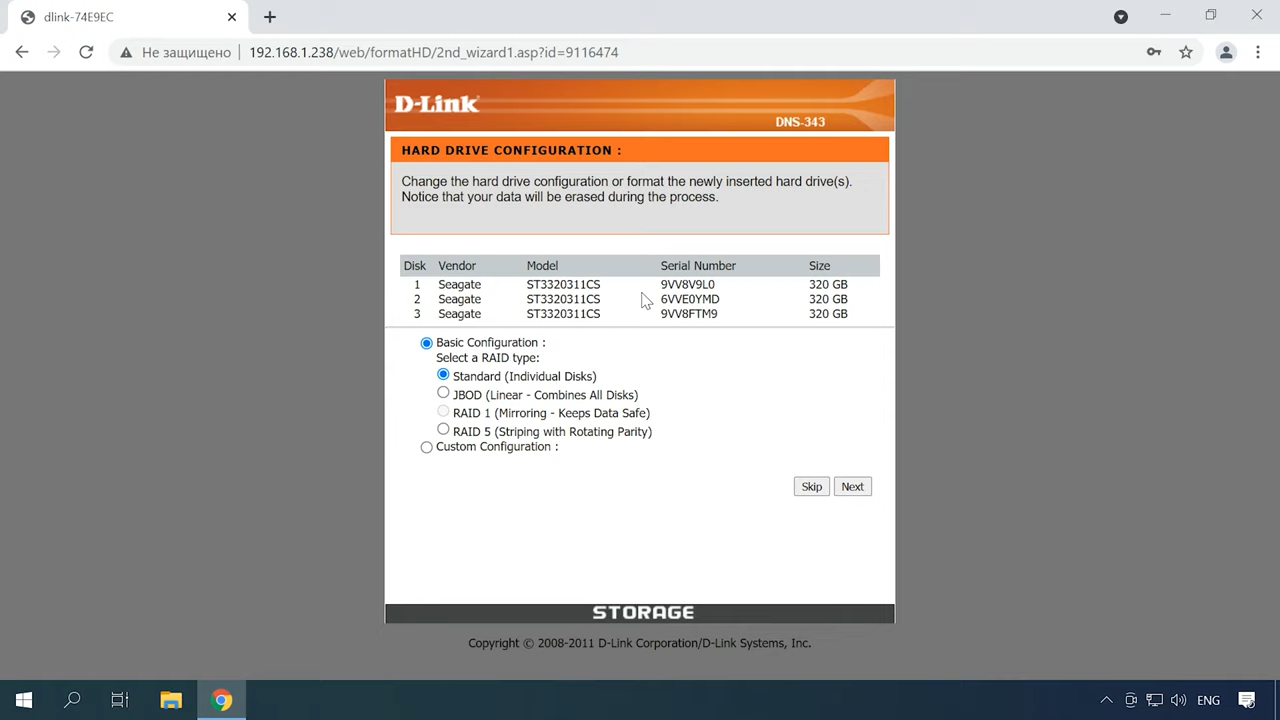 dlink-74E9EC
Не защищено 192.168.1.238/web/formatHD/2nd_wizard1.asp?id=9116474
D-Link
DNS-343
HARD DRIVE CONFIGURATION :
Change the hard drive configuration or format the newly inserted hard drive(s).
Notice that your data will be erased during the process.
Disk Vendor Model Serial Number Size
1 Seagate ST3320311CS 9VV8V9L0 320 GB
2 Seagate ST3320311CS 6VVE0YMD 320 GB
3 Seagate ST3320311CS 9VV8FTM9 320 GB
Basic Configuration :
Select a RAID type:
Standard (Individual Disks)
JBOD (Linear - Combines All Disks)
RAID 1 (Mirroring - Keeps Data Safe)
RAID 5 (Striping with Rotating Parity)
Custom Configuration :
Skip Next
STORAGE
Copyright © 2008-2011 D-Link Corporation/D-Link Systems, Inc.
ENG